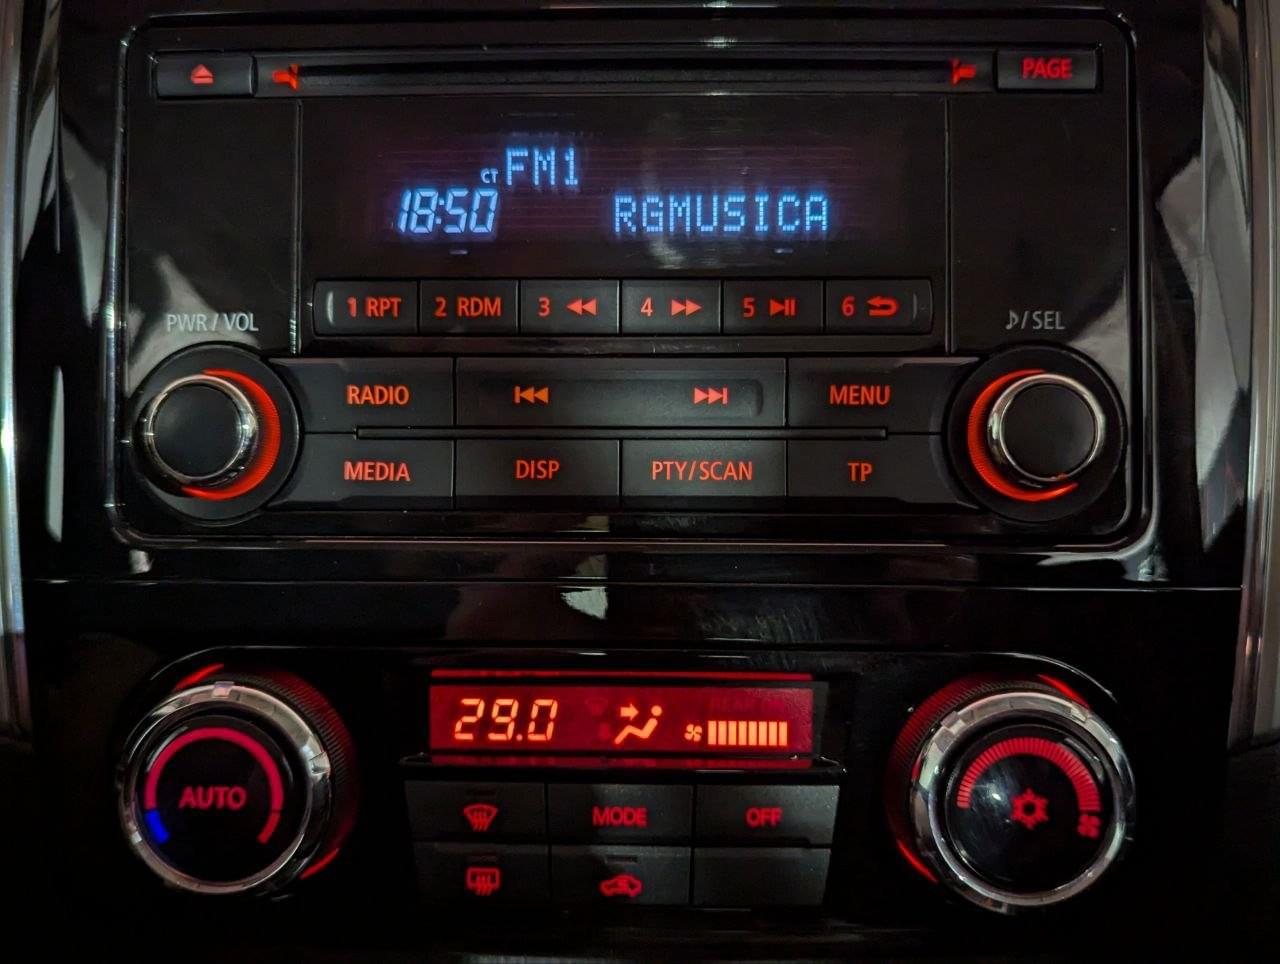 PAGE
FM1
CT
18:50 RGMUSICA
PWR/VOL
1 RPT 2 RDM 3 4 5 6
♪/SEL
RADIO MENU
MEDIA DISP PTY/SCAN TP
29.0
AUTO
MODE OFF